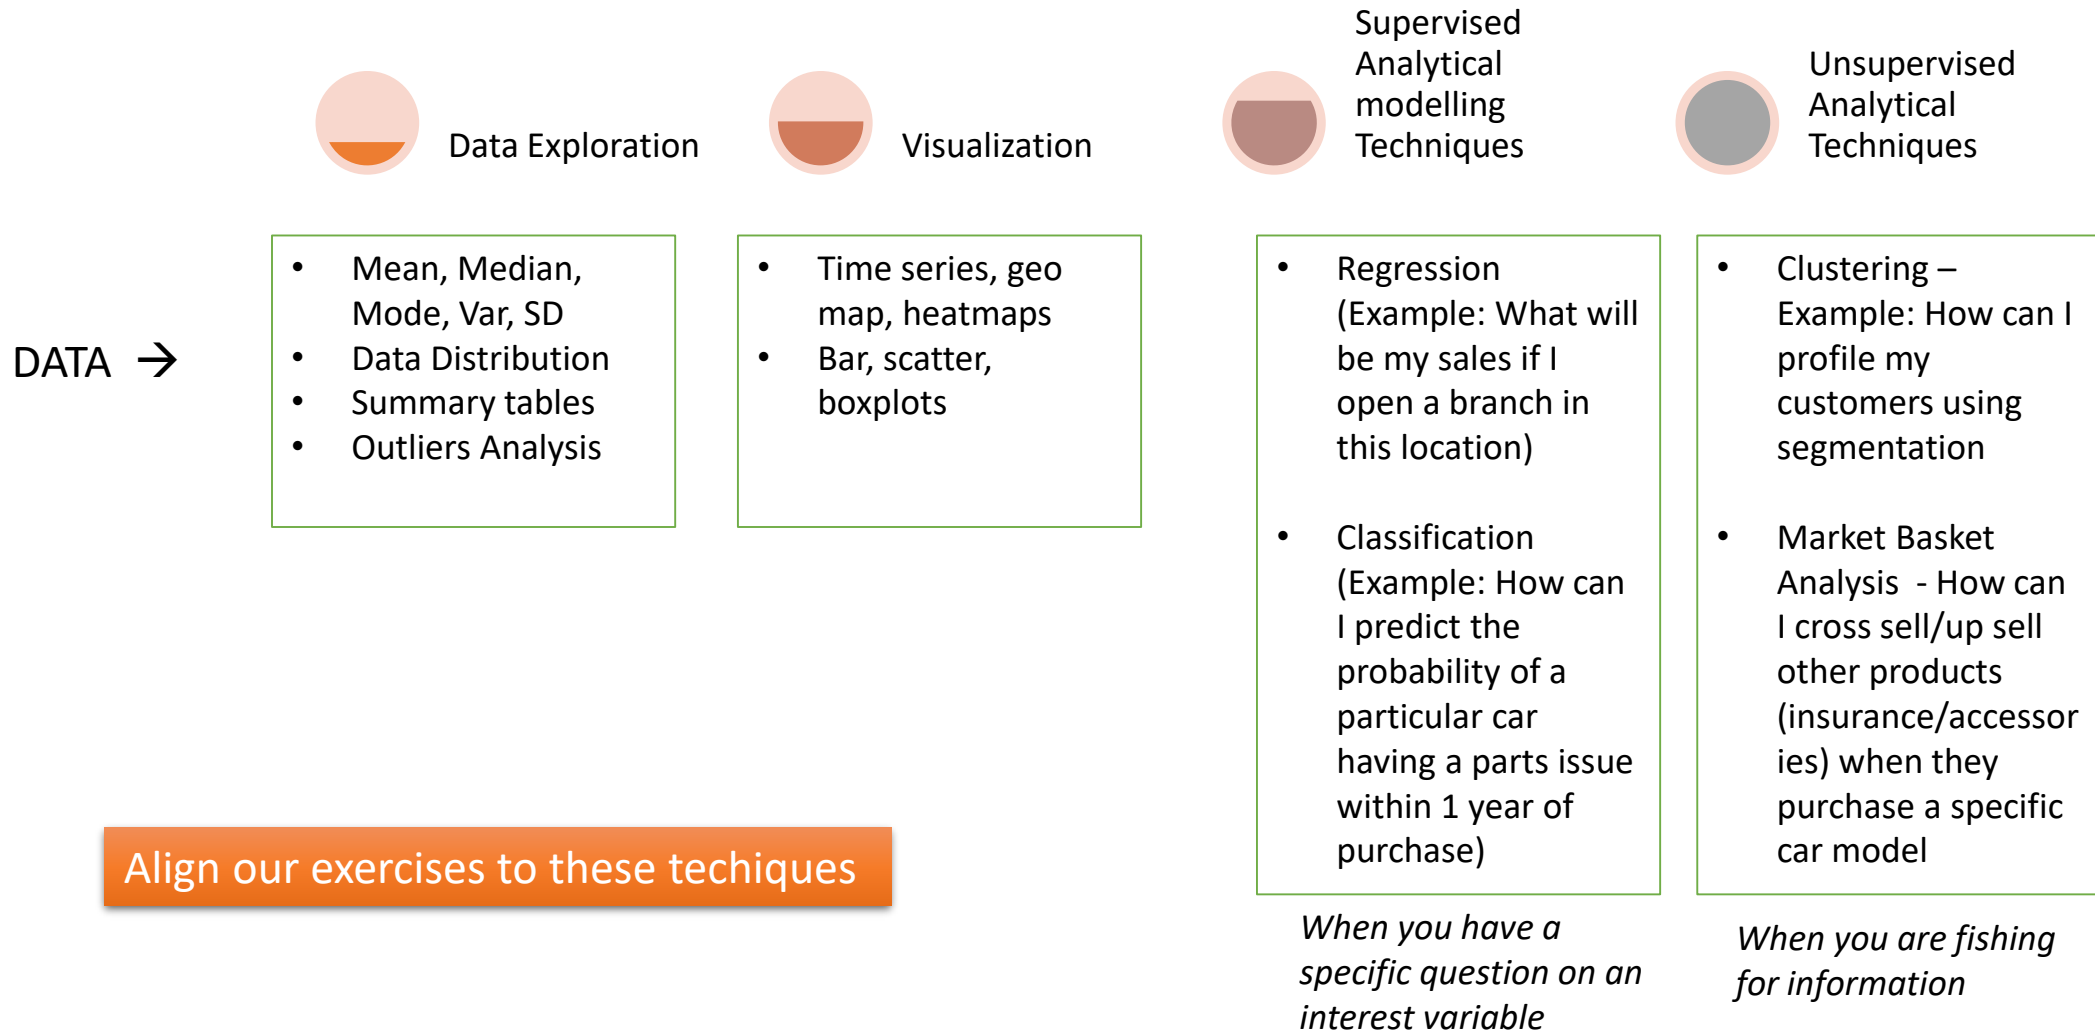 Data Exploration
Visualization
Supervised
Analytical
modelling
Techniques
Unsupervised
Analytical
Techniques
DATA →
• Mean, Median,
Mode, Var, SD
• Data Distribution
• Summary tables
• Outliers Analysis
• Time series, geo
map, heatmaps
• Bar, scatter,
boxplots
• Regression
(Example: What will
be my sales if I
open a branch in
this location)
• Classification
(Example: How can
I predict the
probability of a
particular car
having a parts issue
within 1 year of
purchase)
• Clustering –
Example: How can I
profile my
customers using
segmentation
• Market Basket
Analysis - How can
I cross sell/up sell
other products
(insurance/accessor
ies) when they
purchase a specific
car model
Align our exercises to these techiques
When you have a
specific question on an
interest variable
When you are fishing
for information